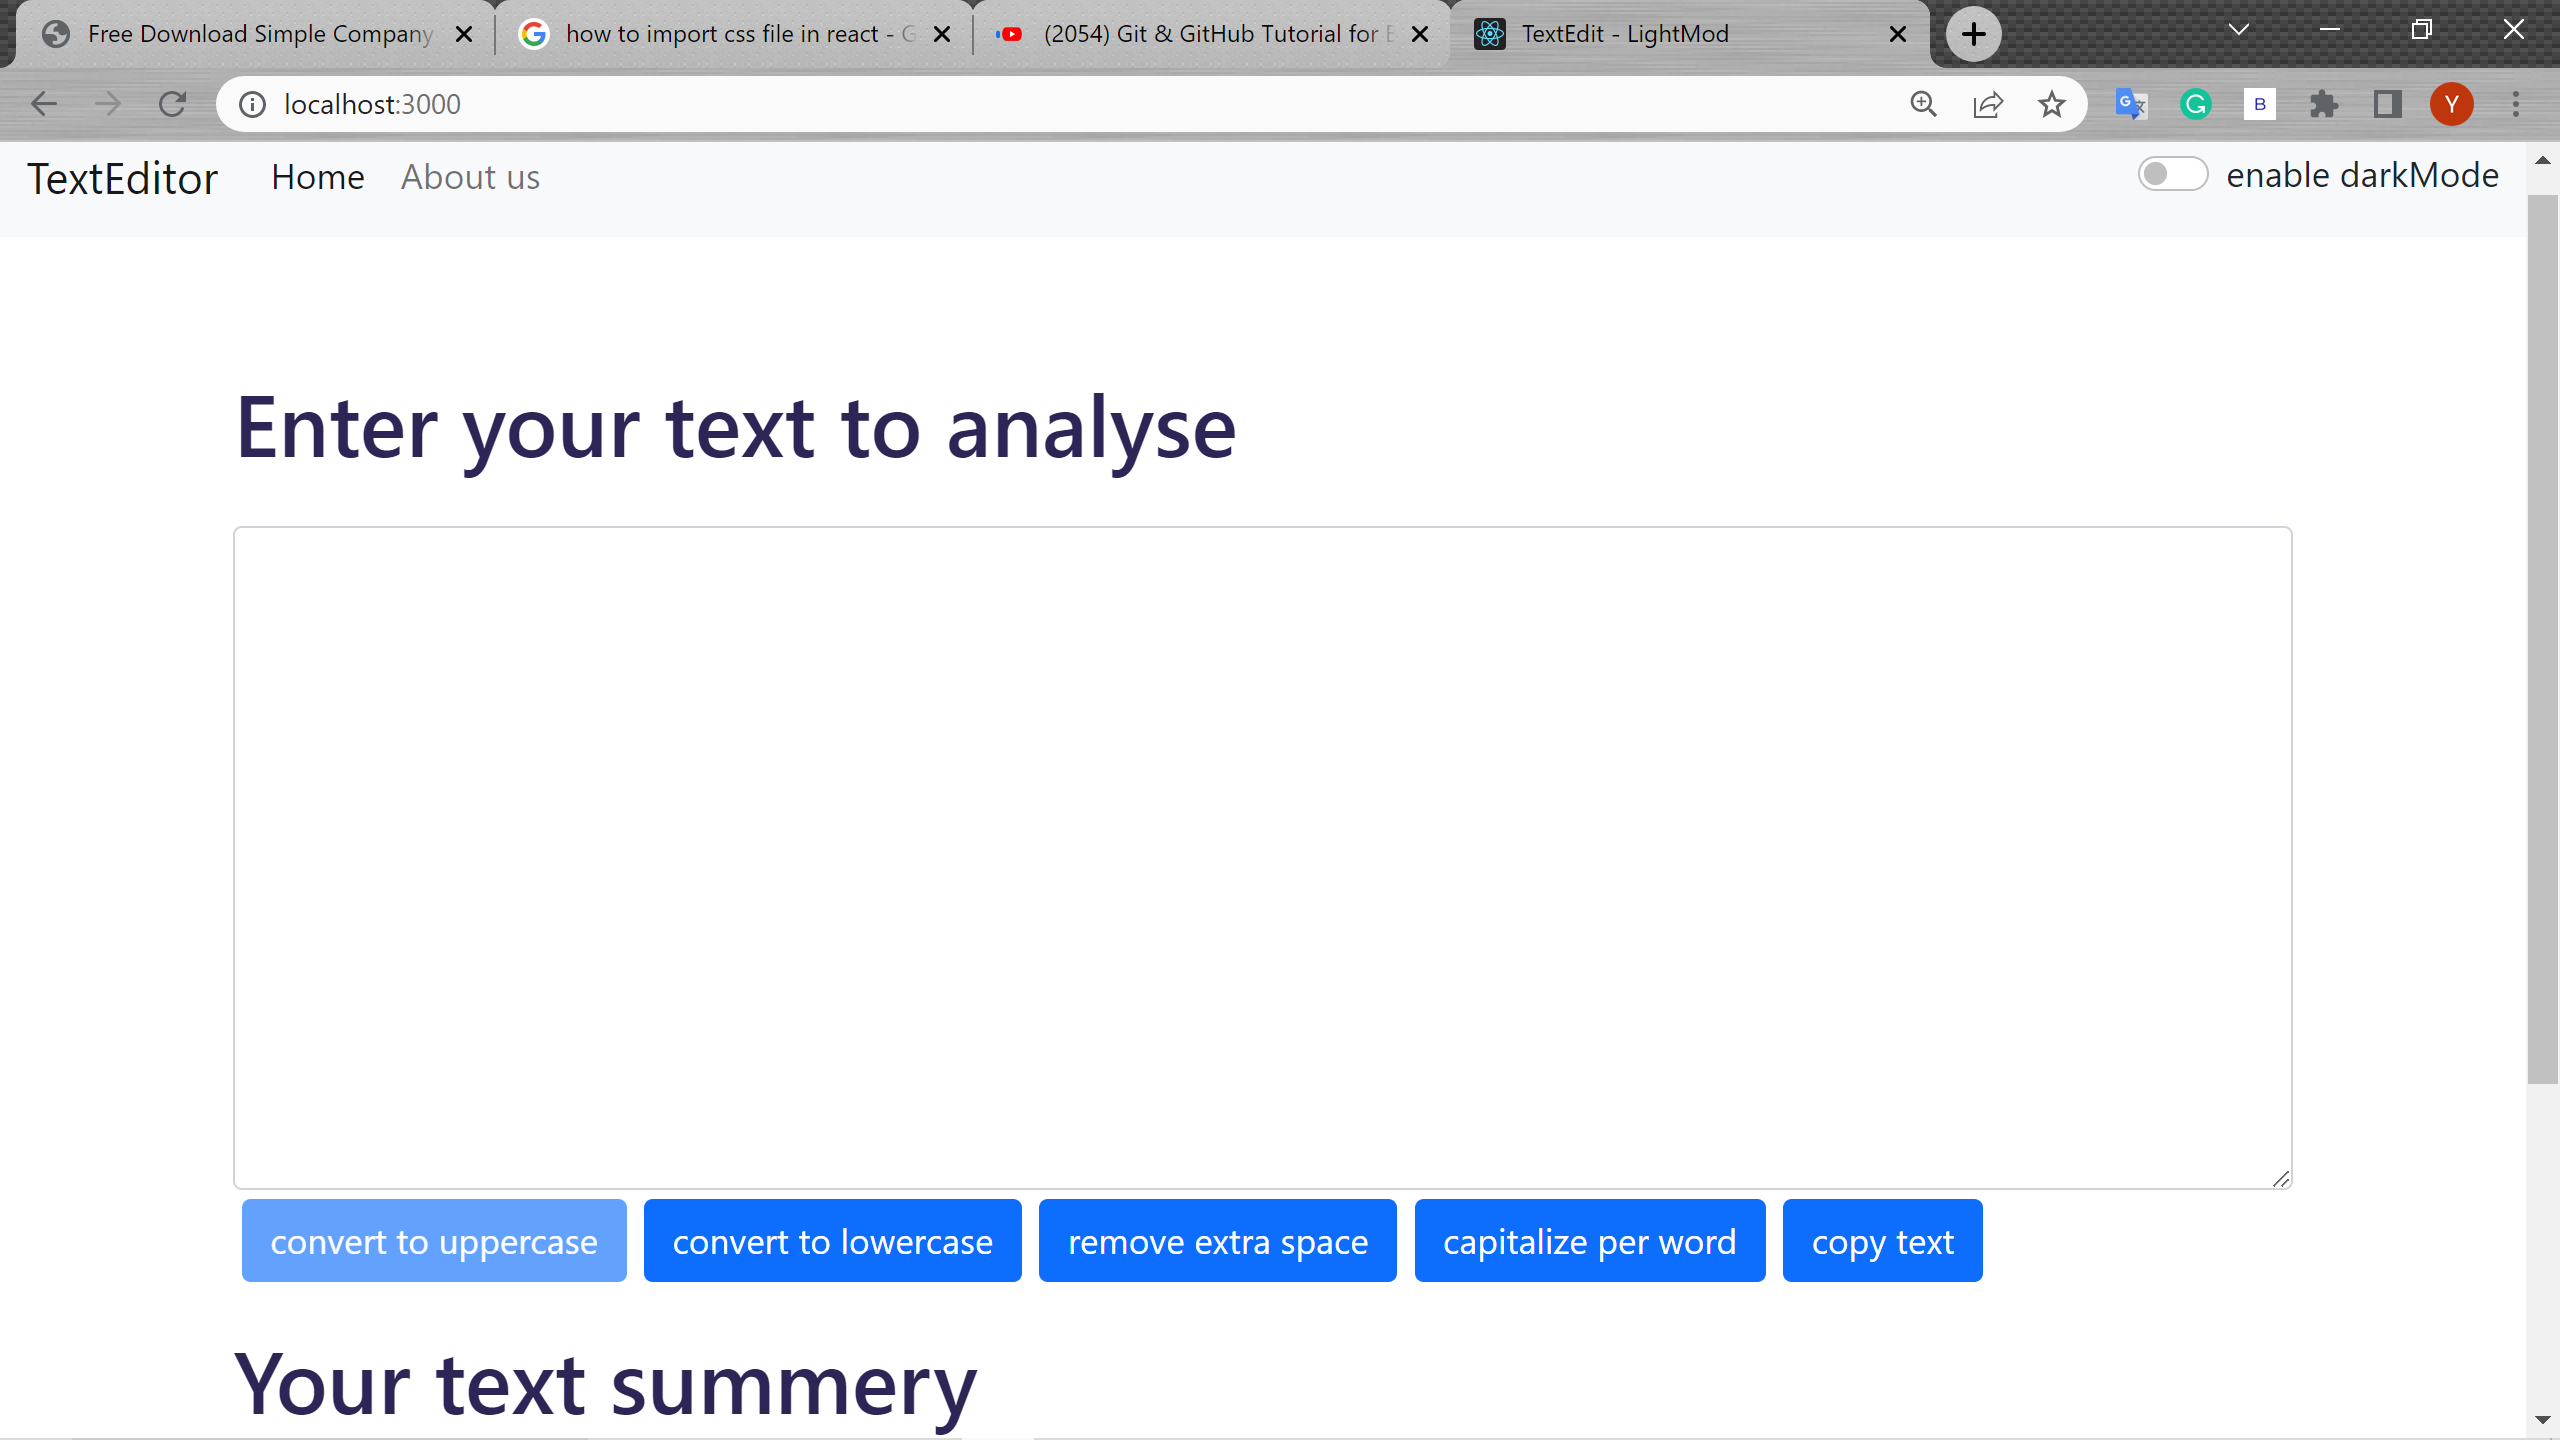 Free Download Simple Company
how to import css file in react - G
(2054) Git & GitHub Tutorial for B
TextEdit - LightMod
localhost:3000
B
Y
TextEditor
Home
About us
enable darkMode
Enter your text to analyse
convert to uppercase
convert to lowercase
remove extra space
capitalize per word
copy text
Your text summery